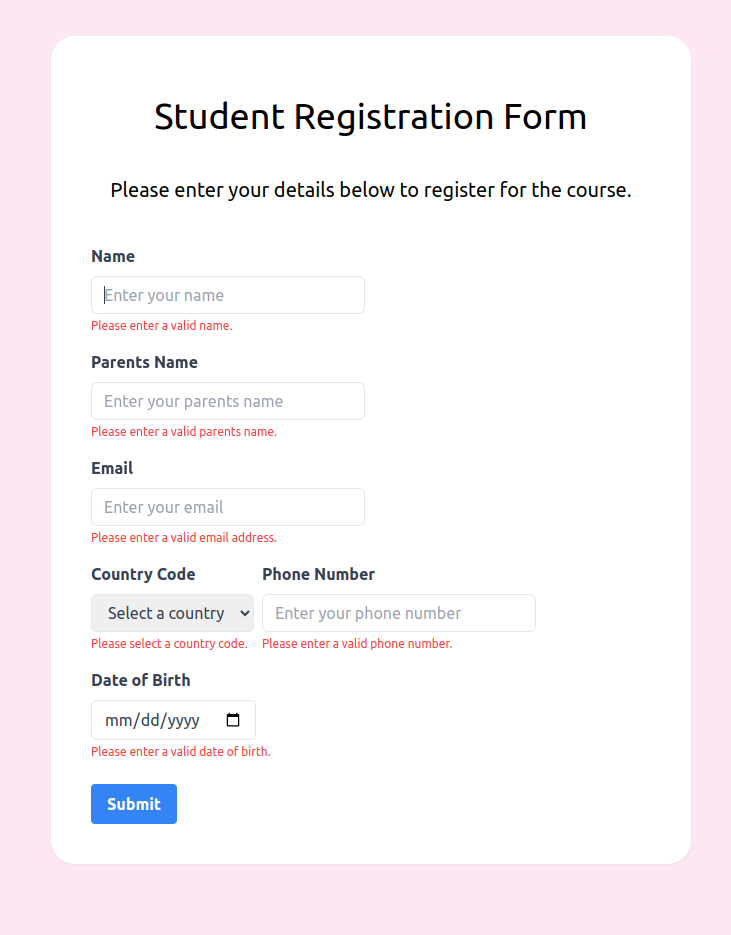 Student Registration Form
Please enter your details below to register for the course.
Name
Enter your name
Please enter a valid name.
Parents Name
Enter your parents name
Please enter a valid parents name.
Email
Enter your email
Please enter a valid email address.
Country Code Phone Number
Select a country Enter your phone number
Please select a country code. Please enter a valid phone number.
Date of Birth
mm/dd/yyyy
Please enter a valid date of birth.
Submit